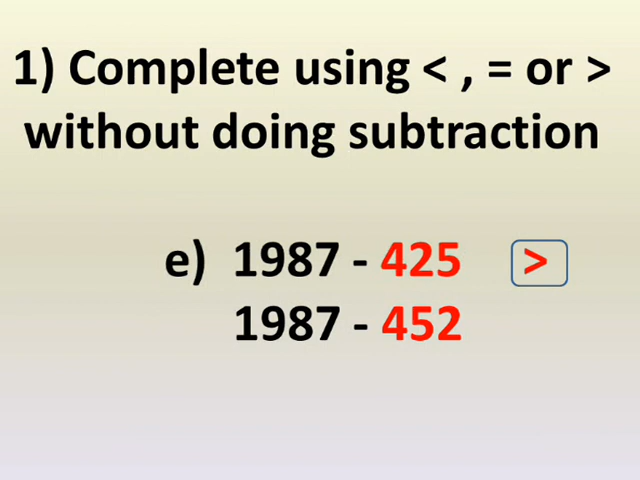 1) Complete using < , = or >
without doing subtraction
e) 1987 - 425 >
1987 - 452